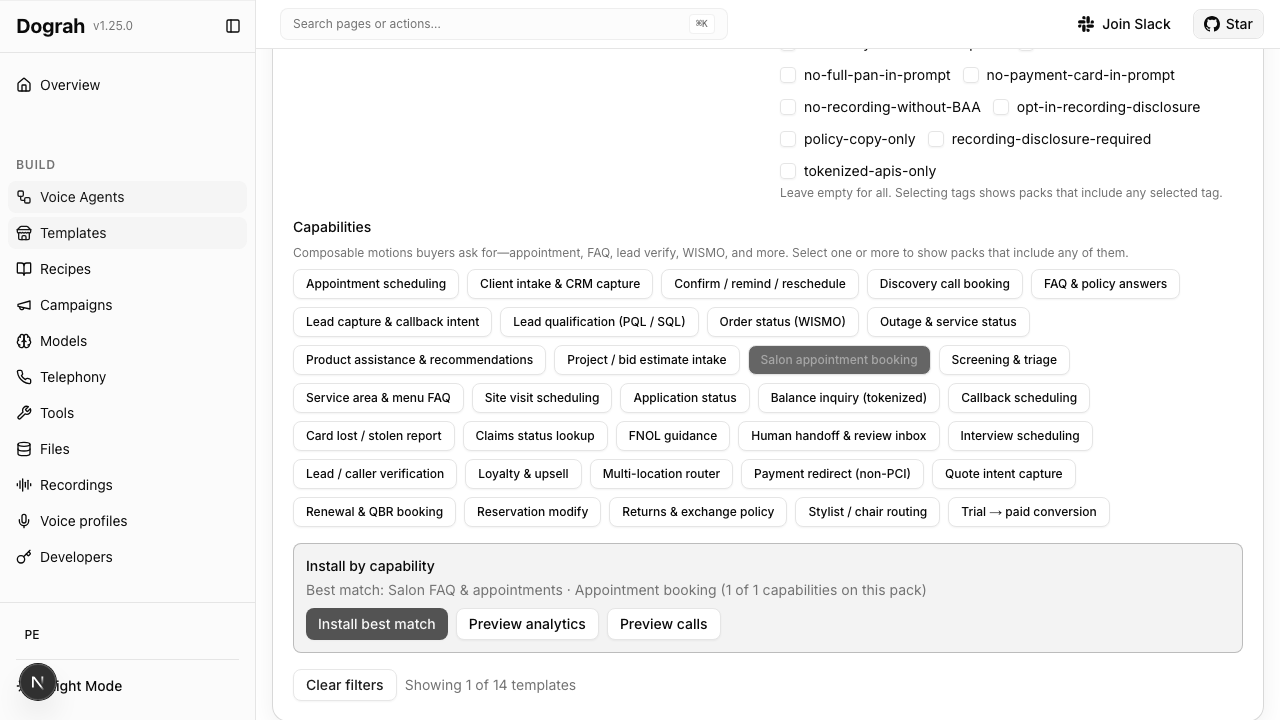 Dograh v1.25.0
Search pages or actions...
⌘K
Join Slack
Star
Overview
BUILD
Voice Agents
Templates
Recipes
Campaigns
Models
Telephony
Tools
Files
Recordings
Voice profiles
Developers
PE
N
ight Mode
no-full-pan-in-prompt no-payment-card-in-prompt
no-recording-without-BAA opt-in-recording-disclosure
policy-copy-only recording-disclosure-required
tokenized-apis-only
Leave empty for all. Selecting tags shows packs that include any selected tag.
Capabilities
Composable motions buyers ask for—appointment, FAQ, lead verify, WISMO, and more. Select one or more to show packs that include any of them.
Appointment scheduling Client intake & CRM capture Confirm / remind / reschedule Discovery call booking FAQ & policy answers
Lead capture & callback intent Lead qualification (PQL / SQL) Order status (WISMO) Outage & service status
Product assistance & recommendations Project / bid estimate intake Salon appointment booking Screening & triage
Service area & menu FAQ Site visit scheduling Application status Balance inquiry (tokenized) Callback scheduling
Card lost / stolen report Claims status lookup FNOL guidance Human handoff & review inbox Interview scheduling
Lead / caller verification Loyalty & upsell Multi-location router Payment redirect (non-PCI) Quote intent capture
Renewal & QBR booking Reservation modify Returns & exchange policy Stylist / chair routing Trial → paid conversion
Install by capability
Best match: Salon FAQ & appointments · Appointment booking (1 of 1 capabilities on this pack)
Install best match Preview analytics Preview calls
Clear filters Showing 1 of 14 templates